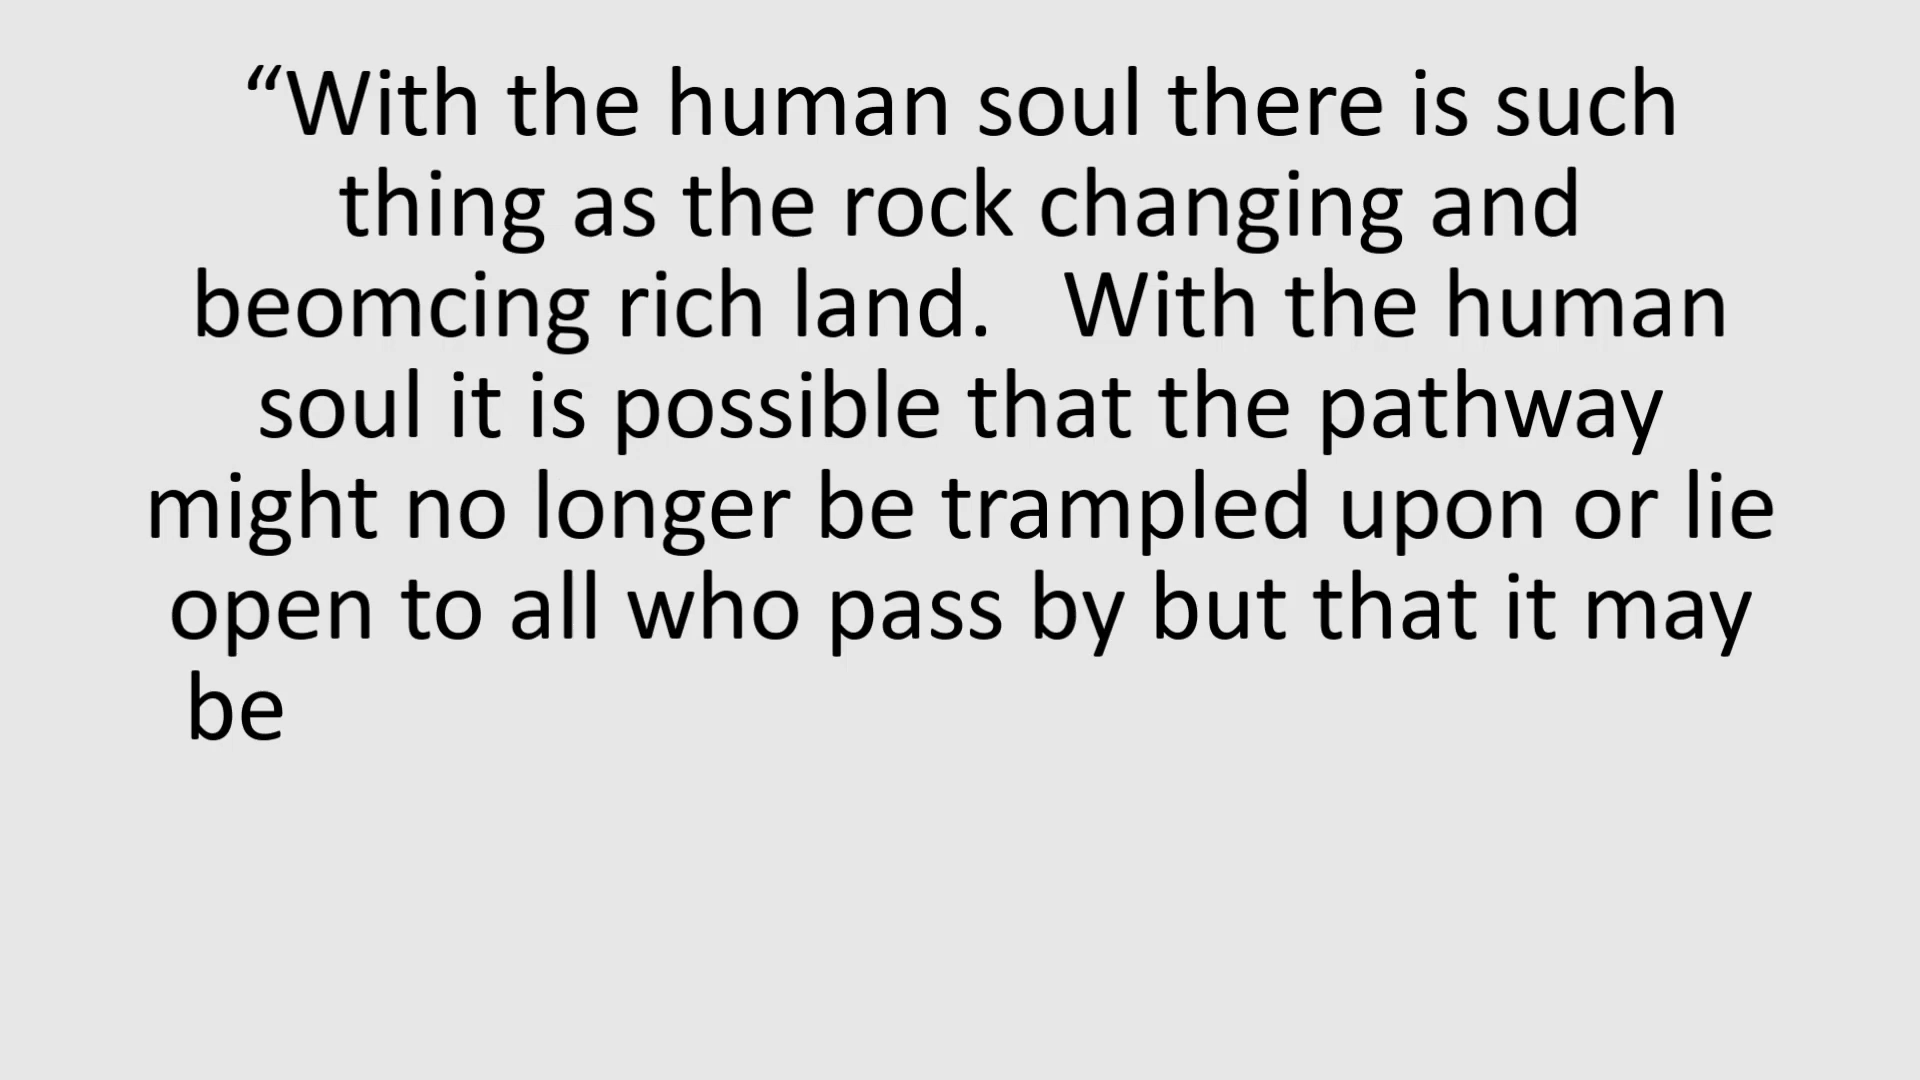 “With the human soul there is such
thing as the rock changing and
beomcing rich land.   With the human
soul it is possible that the pathway
might no longer be trampled upon or lie
open to all who pass by but that it may
be